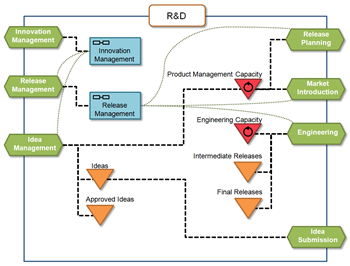 R&D
Innovation
Management
Innovation
Management
Release
Planning
Release
Management
Product Management Capacity
Market
Introduction
Release
Management
Engineering Capacity
Engineering
Idea
Management
Intermediate Releases
Ideas
Final Releases
Approved Ideas
Idea
Submission